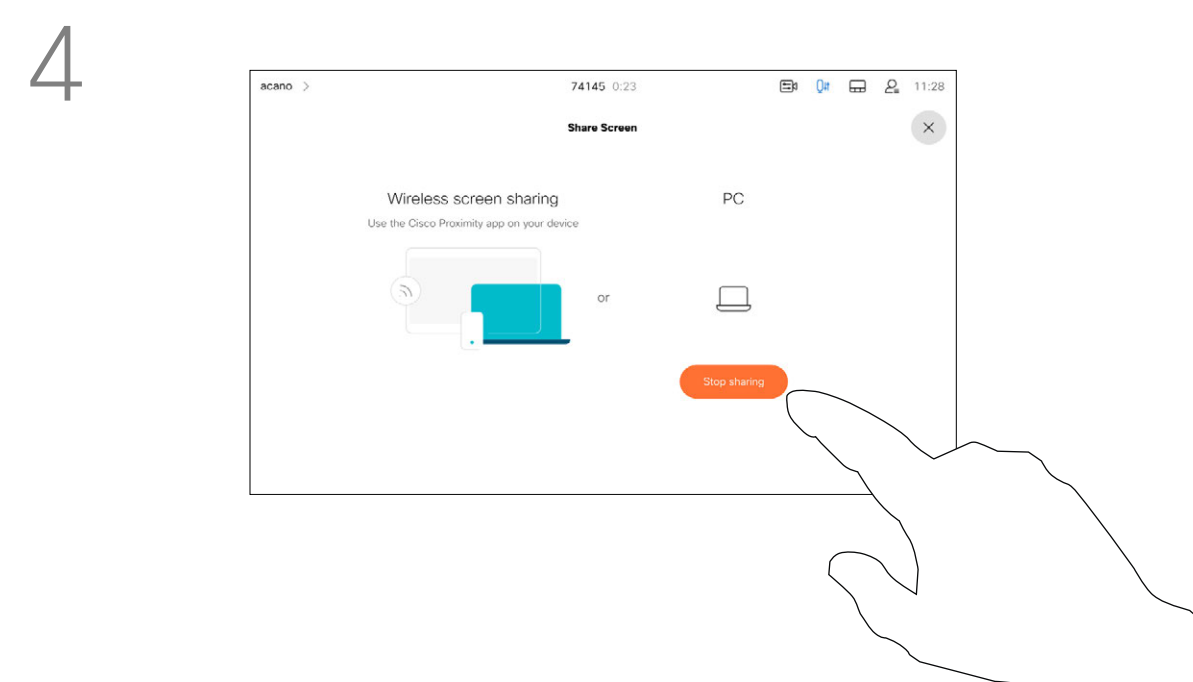 4
acano >
74145 0:23
11:28
Share Screen
Wireless screen sharing
PC
Use the Cisco Proximity app on your device
or
Stop sharing